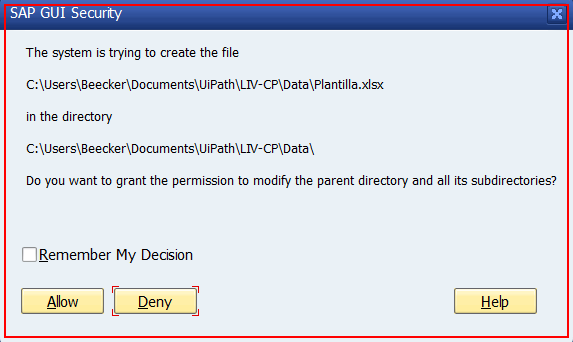 SAP GUI Security
The system is trying to create the file
C:\Users\Beecker\Documents\UiPath\LIV-CP\Data\Plantilla.xlsx
in the directory
C:\Users\Beecker\Documents\UiPath\LIV-CP\Data\
Do you want to grant the permission to modify the parent directory and all its subdirectories?
Remember My Decision
Allow Deny Help